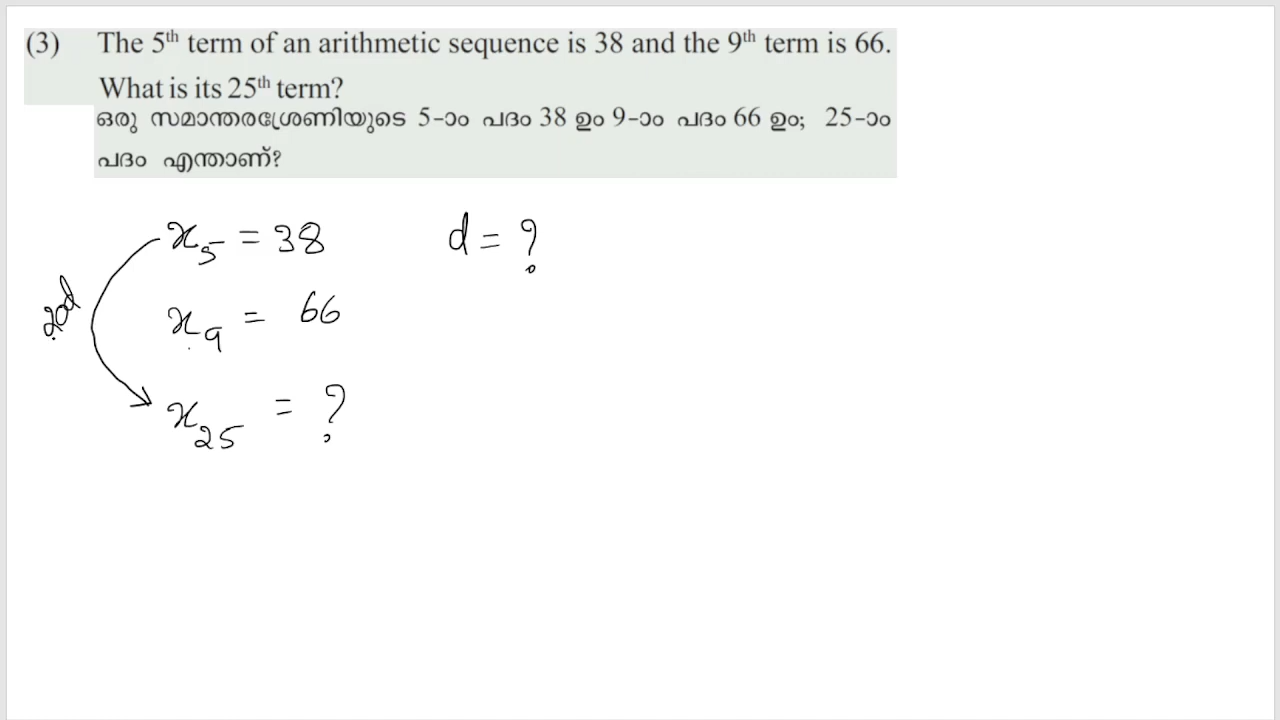 (3) The 5th term of an arithmetic sequence is 38 and the 9th term is 66.
What is its 25th term?
ഒരു സമാന്തരശ്രേണിയുടെ 5-ാം പദം 38 ഉം 9-ാം പദം 66 ഉം; 25-ാം
പദം എന്താണ്?
x5 = 38 d = ?
20d
x9 = 66
x25 = ?